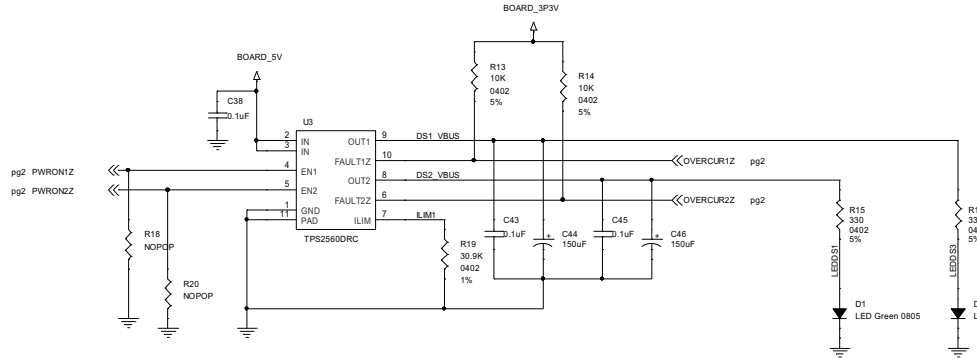 BOARD_3P3V
BOARD_5V
R13
10K
0402
5%
R14
10K
0402
5%
C38
0.1uF
U3
2
IN
OUT1
9
DS1_VBUS
3
IN
FAULT1Z
10
OVERCUR1Z pg2
pg2 PWRON1Z
4
EN1
OUT2
8
DS2_VBUS
pg2 PWRON2Z
5
EN2
FAULT2Z
6
OVERCUR2Z pg2
1
GND
11
PAD
ILIM
7
ILIM1
TPS2560DRC
R18
NOPOP
R20
NOPOP
R19
30.9K
0402
1%
C43
0.1uF
C44
150uF
C45
0.1uF
C46
150uF
R15
330
0402
5%
LEDDS1
LEDDS3
D1
LED Green 0805